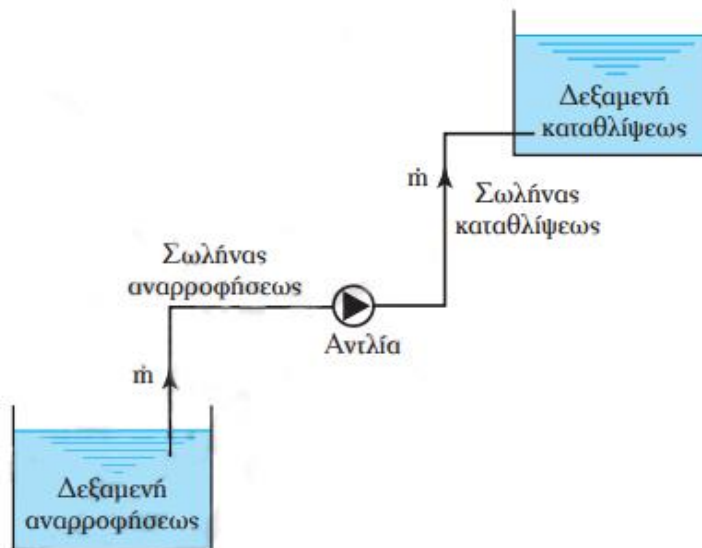 Δεξαμενή
καταθλίψεως
ṁ
Σωλήνας
καταθλίψεως
Σωλήνας
αναρροφήσεως
Αντλία
ṁ
Δεξαμενή
αναρροφήσεως